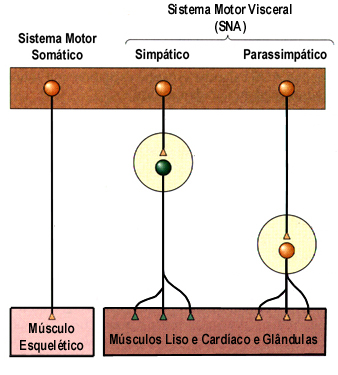 Sistema Motor Visceral
(SNA)
Sistema Motor
Somático
Simpático
Parassimpático
Músculo
Esquelético
Músculos Liso e Cardíaco e Glândulas